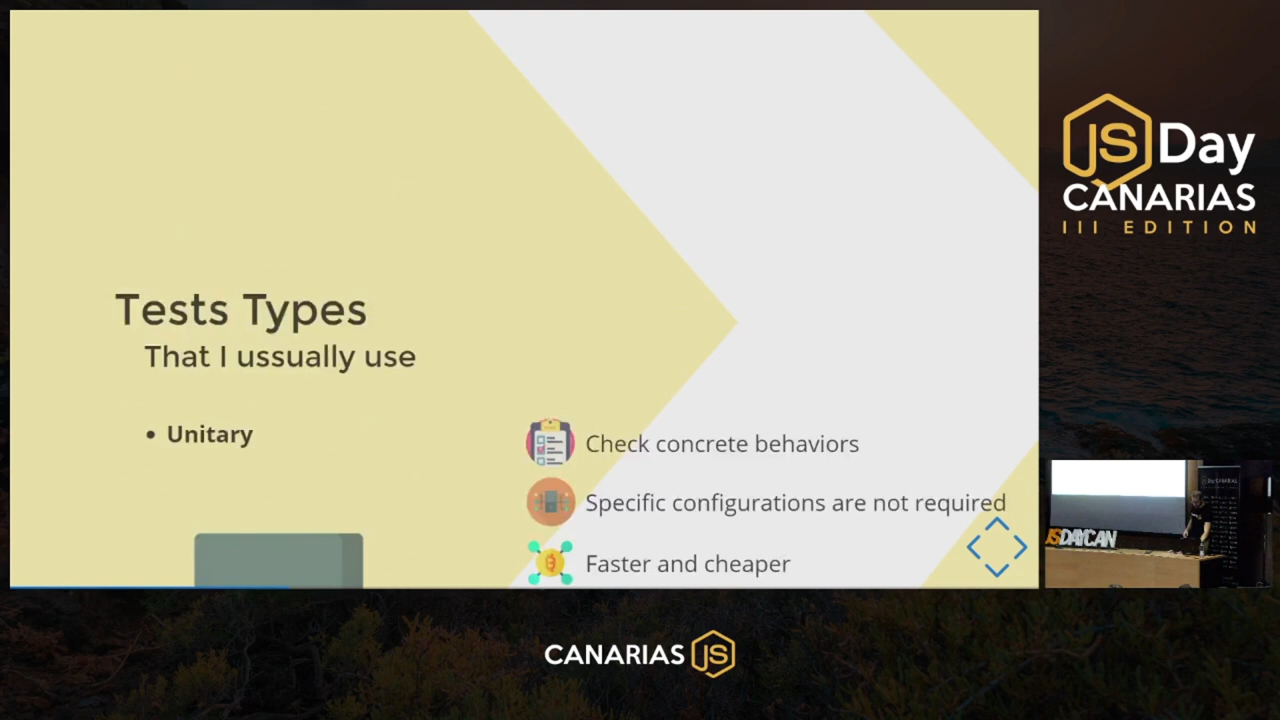 Tests Types
That I ussually use
• Unitary
Check concrete behaviors
Specific configurations are not required
Faster and cheaper
JS Day
CANARIAS
III EDITION
JSDAYCAN
CANARIAS JS